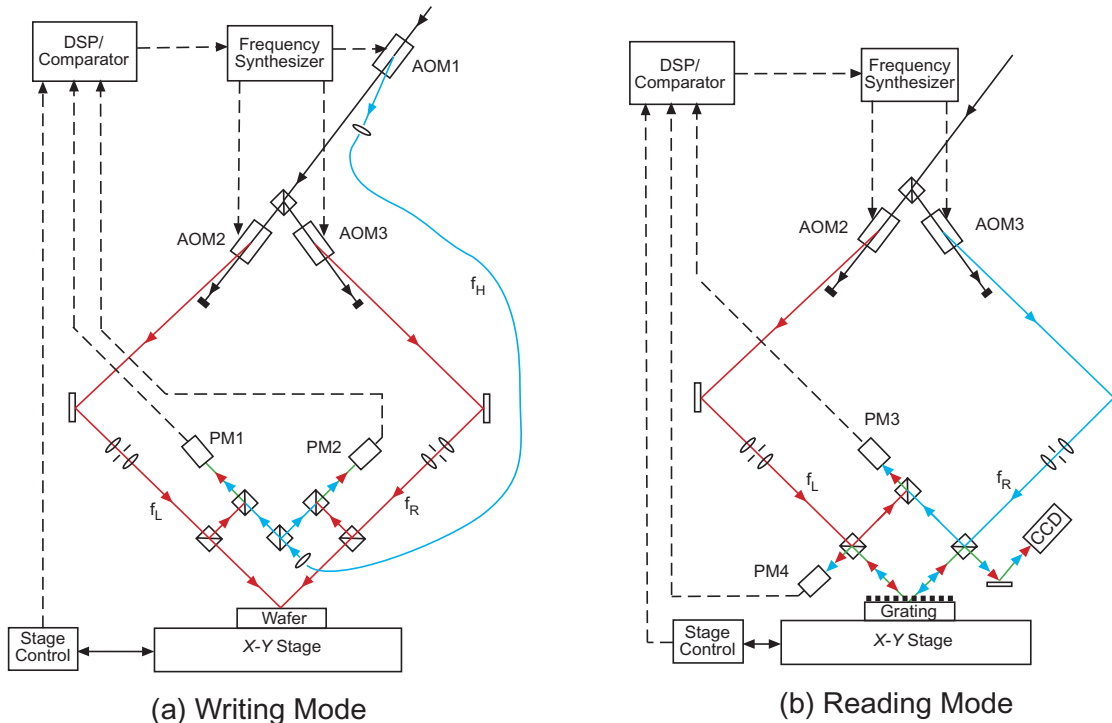 DSP/
Comparator
Frequency
Synthesizer
AOM1
AOM2
AOM3
f_H
PM1
PM2
f_L
f_R
Wafer
X-Y Stage
Stage
Control
(a) Writing Mode
DSP/
Comparator
Frequency
Synthesizer
AOM2
AOM3
PM3
f_L
f_R
CCD
PM4
Grating
X-Y Stage
Stage
Control
(b) Reading Mode